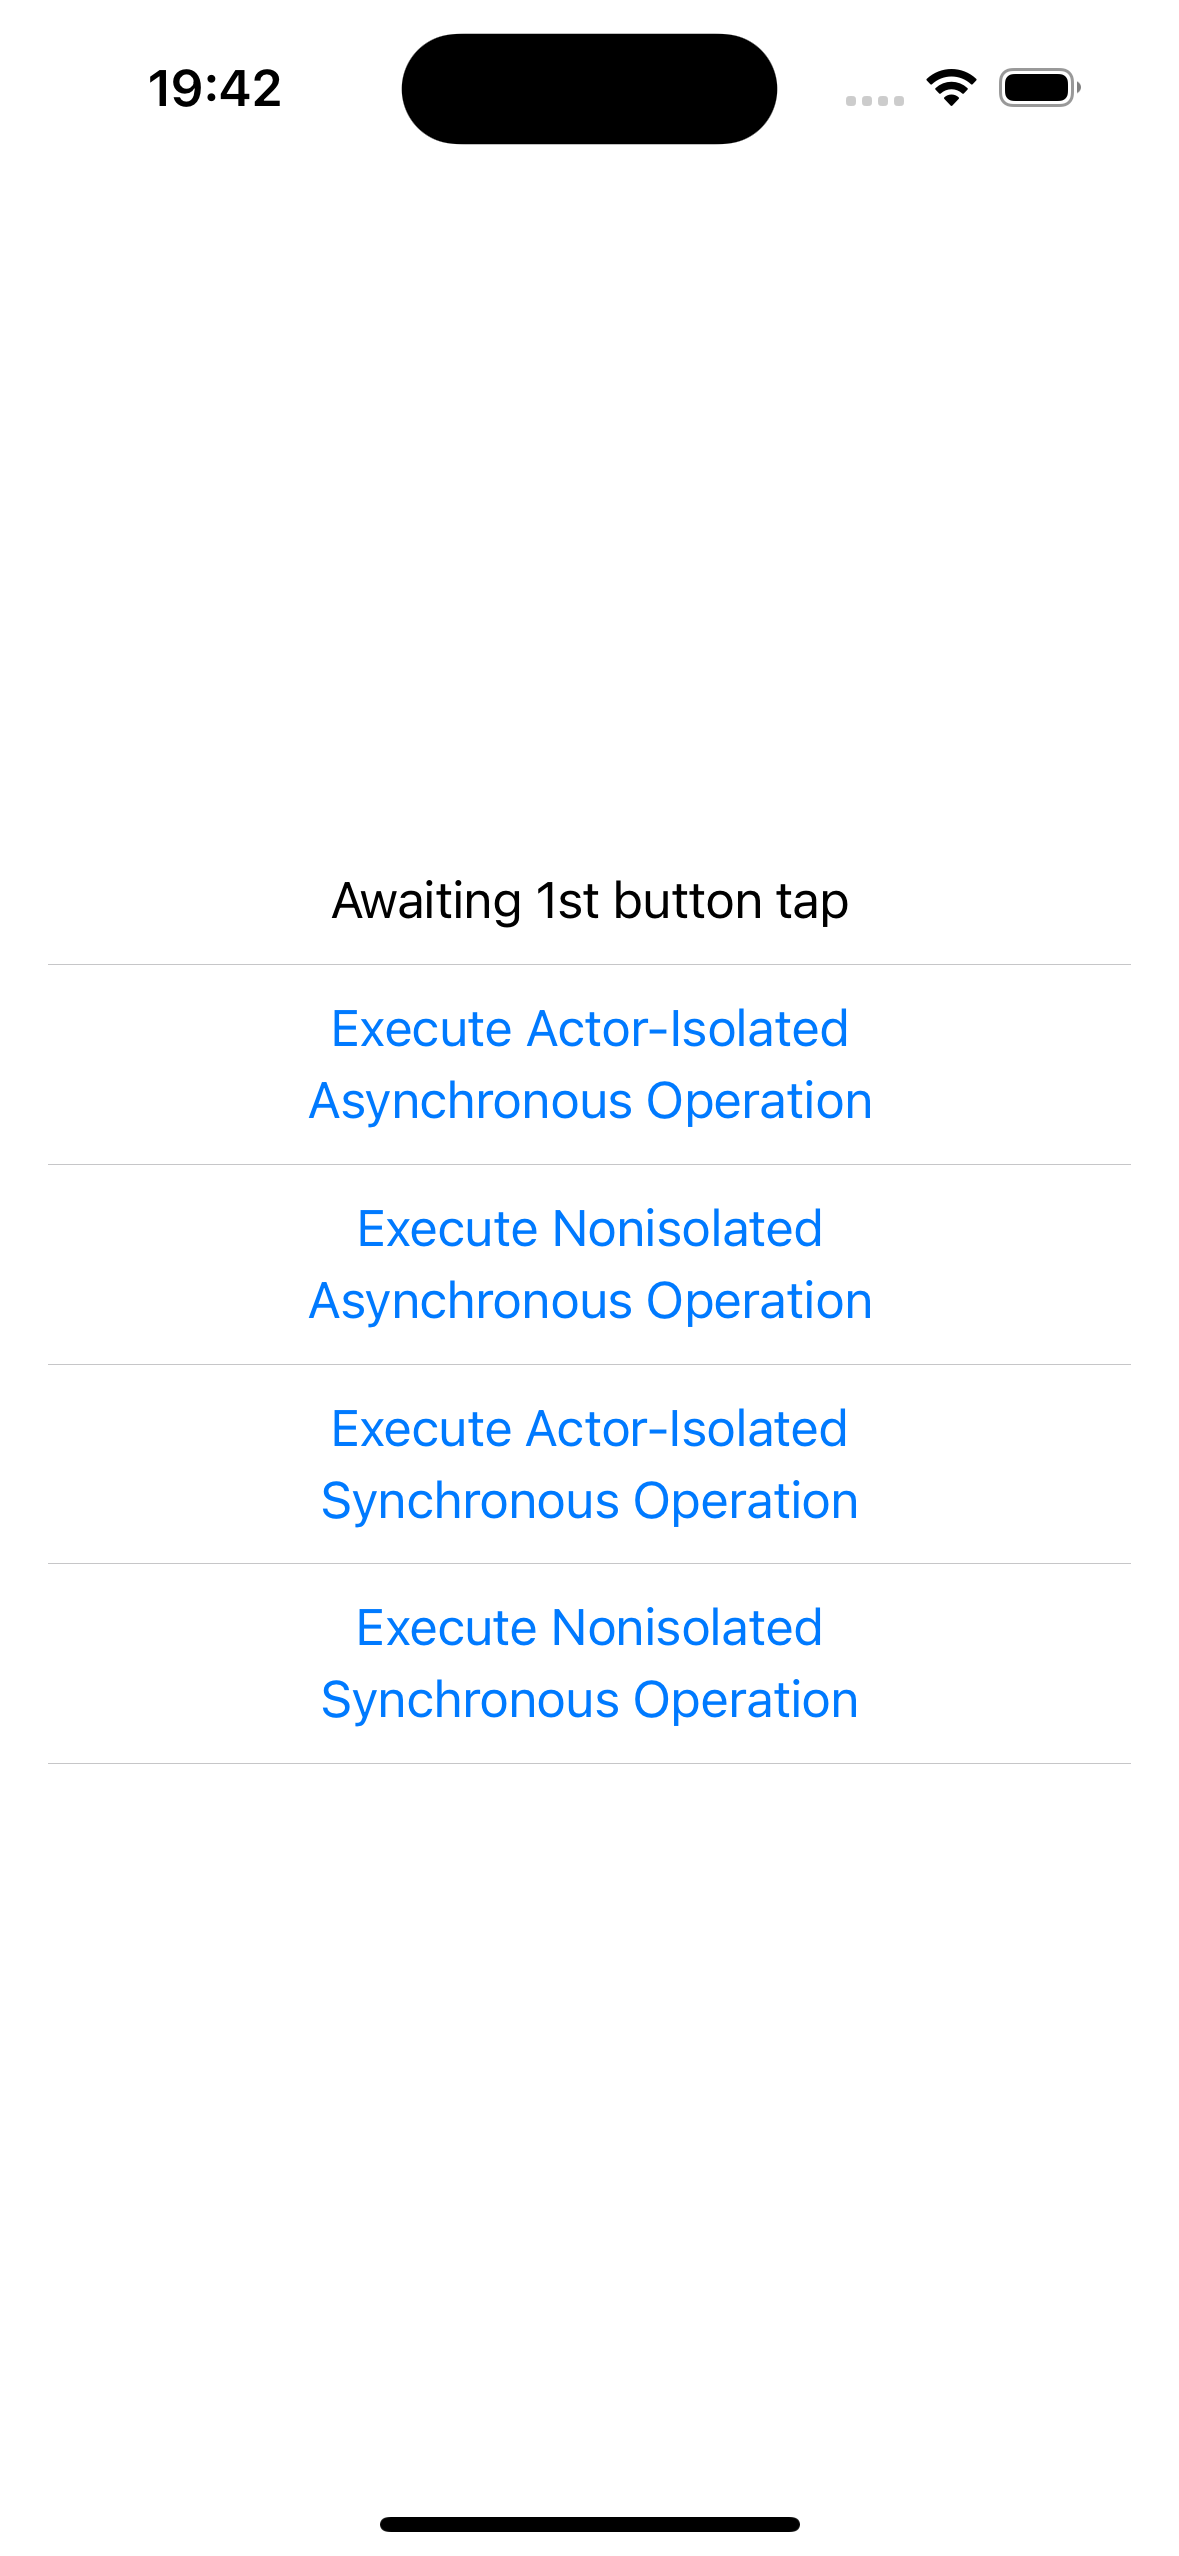 19:42
Awaiting 1st button tap
Execute Actor-Isolated
Asynchronous Operation
Execute Nonisolated
Asynchronous Operation
Execute Actor-Isolated
Synchronous Operation
Execute Nonisolated
Synchronous Operation